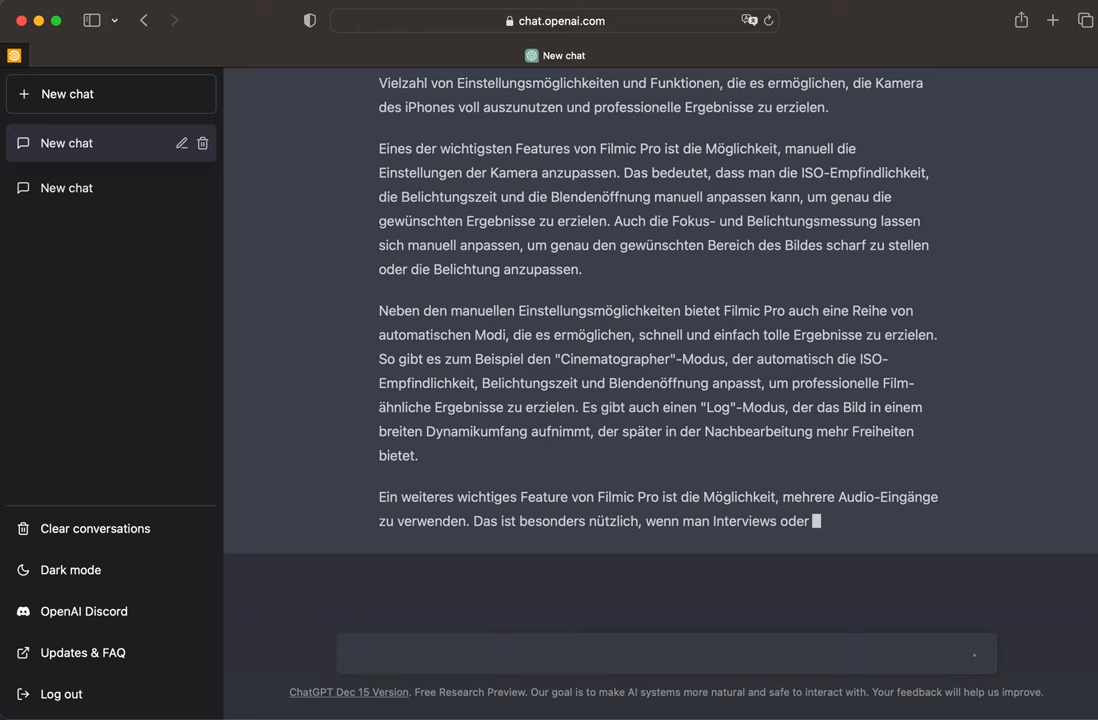 chat.openai.com
New chat
New chat
New chat
New chat
Clear conversations
Dark mode
OpenAI Discord
Updates & FAQ
Log out
Vielzahl von Einstellungsmöglichkeiten und Funktionen, die es ermöglichen, die Kamera
des iPhones voll auszunutzen und professionelle Ergebnisse zu erzielen.
Eines der wichtigsten Features von Filmic Pro ist die Möglichkeit, manuell die
Einstellungen der Kamera anzupassen. Das bedeutet, dass man die ISO-Empfindlichkeit,
die Belichtungszeit und die Blendenöffnung manuell anpassen kann, um genau die
gewünschten Ergebnisse zu erzielen. Auch die Fokus- und Belichtungsmessung lassen
sich manuell anpassen, um genau den gewünschten Bereich des Bildes scharf zu stellen
oder die Belichtung anzupassen.
Neben den manuellen Einstellungsmöglichkeiten bietet Filmic Pro auch eine Reihe von
automatischen Modi, die es ermöglichen, schnell und einfach tolle Ergebnisse zu erzielen.
So gibt es zum Beispiel den "Cinematographer"-Modus, der automatisch die ISO-
Empfindlichkeit, Belichtungszeit und Blendenöffnung anpasst, um professionelle Film-
ähnliche Ergebnisse zu erzielen. Es gibt auch einen "Log"-Modus, der das Bild in einem
breiten Dynamikumfang aufnimmt, der später in der Nachbearbeitung mehr Freiheiten
bietet.
Ein weiteres wichtiges Feature von Filmic Pro ist die Möglichkeit, mehrere Audio-Eingänge
zu verwenden. Das ist besonders nützlich, wenn man Interviews oder
ChatGPT Dec 15 Version. Free Research Preview. Our goal is to make AI systems more natural and safe to interact with. Your feedback will help us improve.